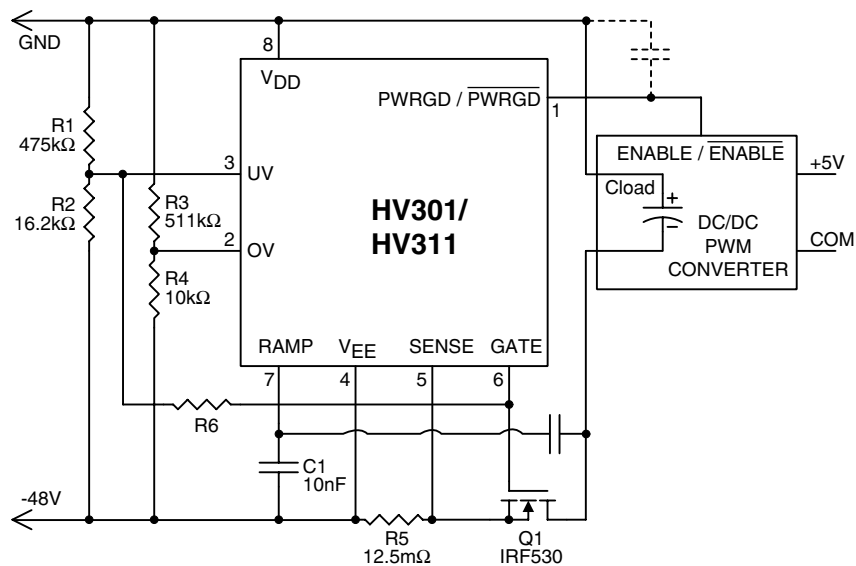 GND
8
VDD
PWRGD / PWRGD
1
R1
475kΩ
3
UV
ENABLE / ENABLE
+5V
Cload
+
−
R2
16.2kΩ
R3
511kΩ
HV301/
HV311
DC/DC
PWM
CONVERTER
2
OV
COM
R4
10kΩ
RAMP
VEE
SENSE
GATE
7
4
5
6
R6
C1
10nF
-48V
R5
12.5mΩ
Q1
IRF530